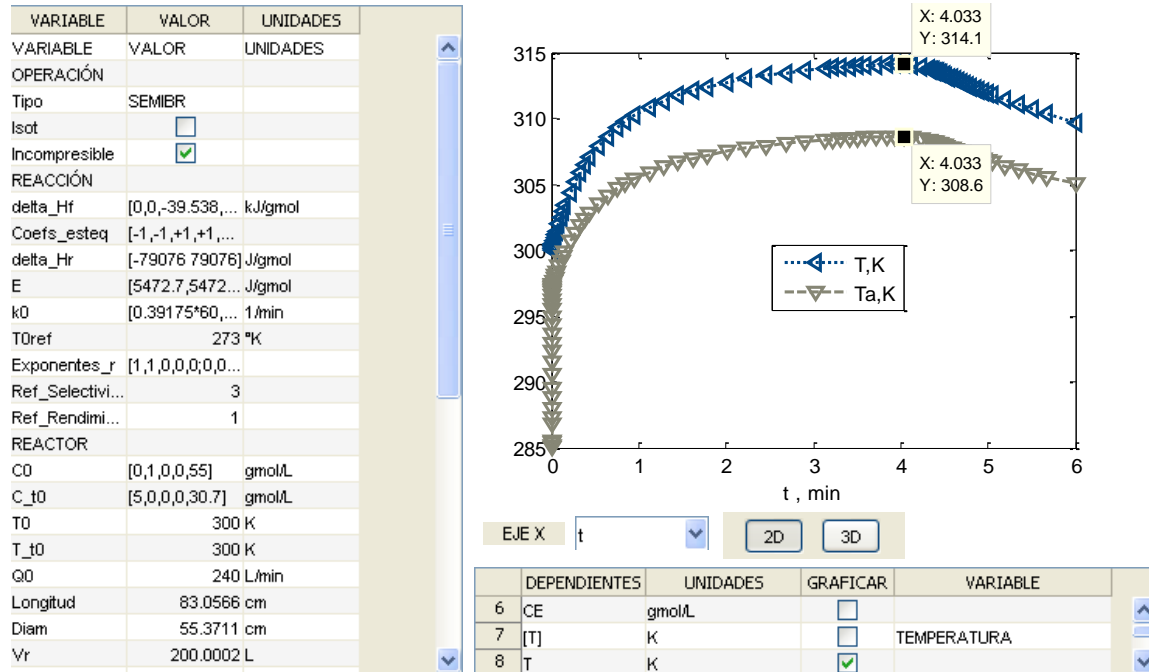 VARIABLE VALOR UNIDADES
VARIABLE VALOR UNIDADES
OPERACIÓN
Tipo SEMIBR
Isot
Incompresible
REACCIÓN
delta_Hf [0,0,-39.538,... kJ/gmol
Coefs_esteq [-1,-1,+1,+1,...
delta_Hr [-79076 79076] J/gmol
E [5472.7,5472... J/gmol
k0 [0.39175*60,... 1/min
T0ref 273 °K
Exponentes_r [1,1,0,0,0;0,0...
Ref_Selectivi... 3
Ref_Rendimi... 1
REACTOR
C0 [0,1,0,0,55] gmol/L
C_t0 [5,0,0,0,30.7] gmol/L
T0 300 K
T_t0 300 K
Q0 240 L/min
Longitud 83.0566 cm
Diam 55.3711 cm
Vr 200.0002 L
X: 4.033
Y: 314.1
315
310
305
300
295
290
285
X: 4.033
Y: 308.6
T,K
Ta,K
0 1 2 3 4 5 6
t , min
EJE X t 2D 3D
DEPENDIENTES UNIDADES GRAFICAR VARIABLE
6 CE gmol/L
7 [T] K TEMPERATURA
8 T K